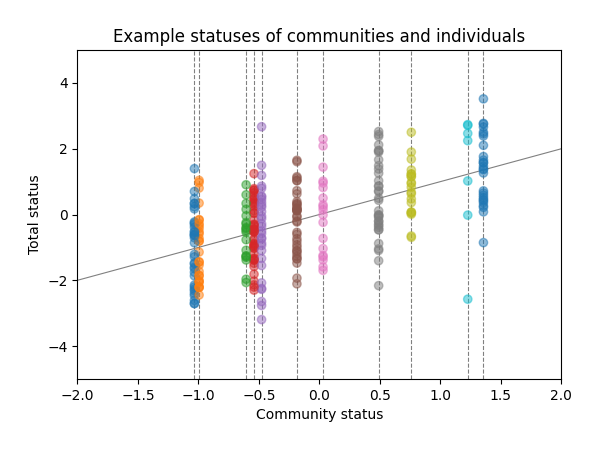 Example statuses of communities and individuals
4
2
0
−2
−4
Total status
−2.0 −1.5 −1.0 −0.5 0.0 0.5 1.0 1.5 2.0
Community status